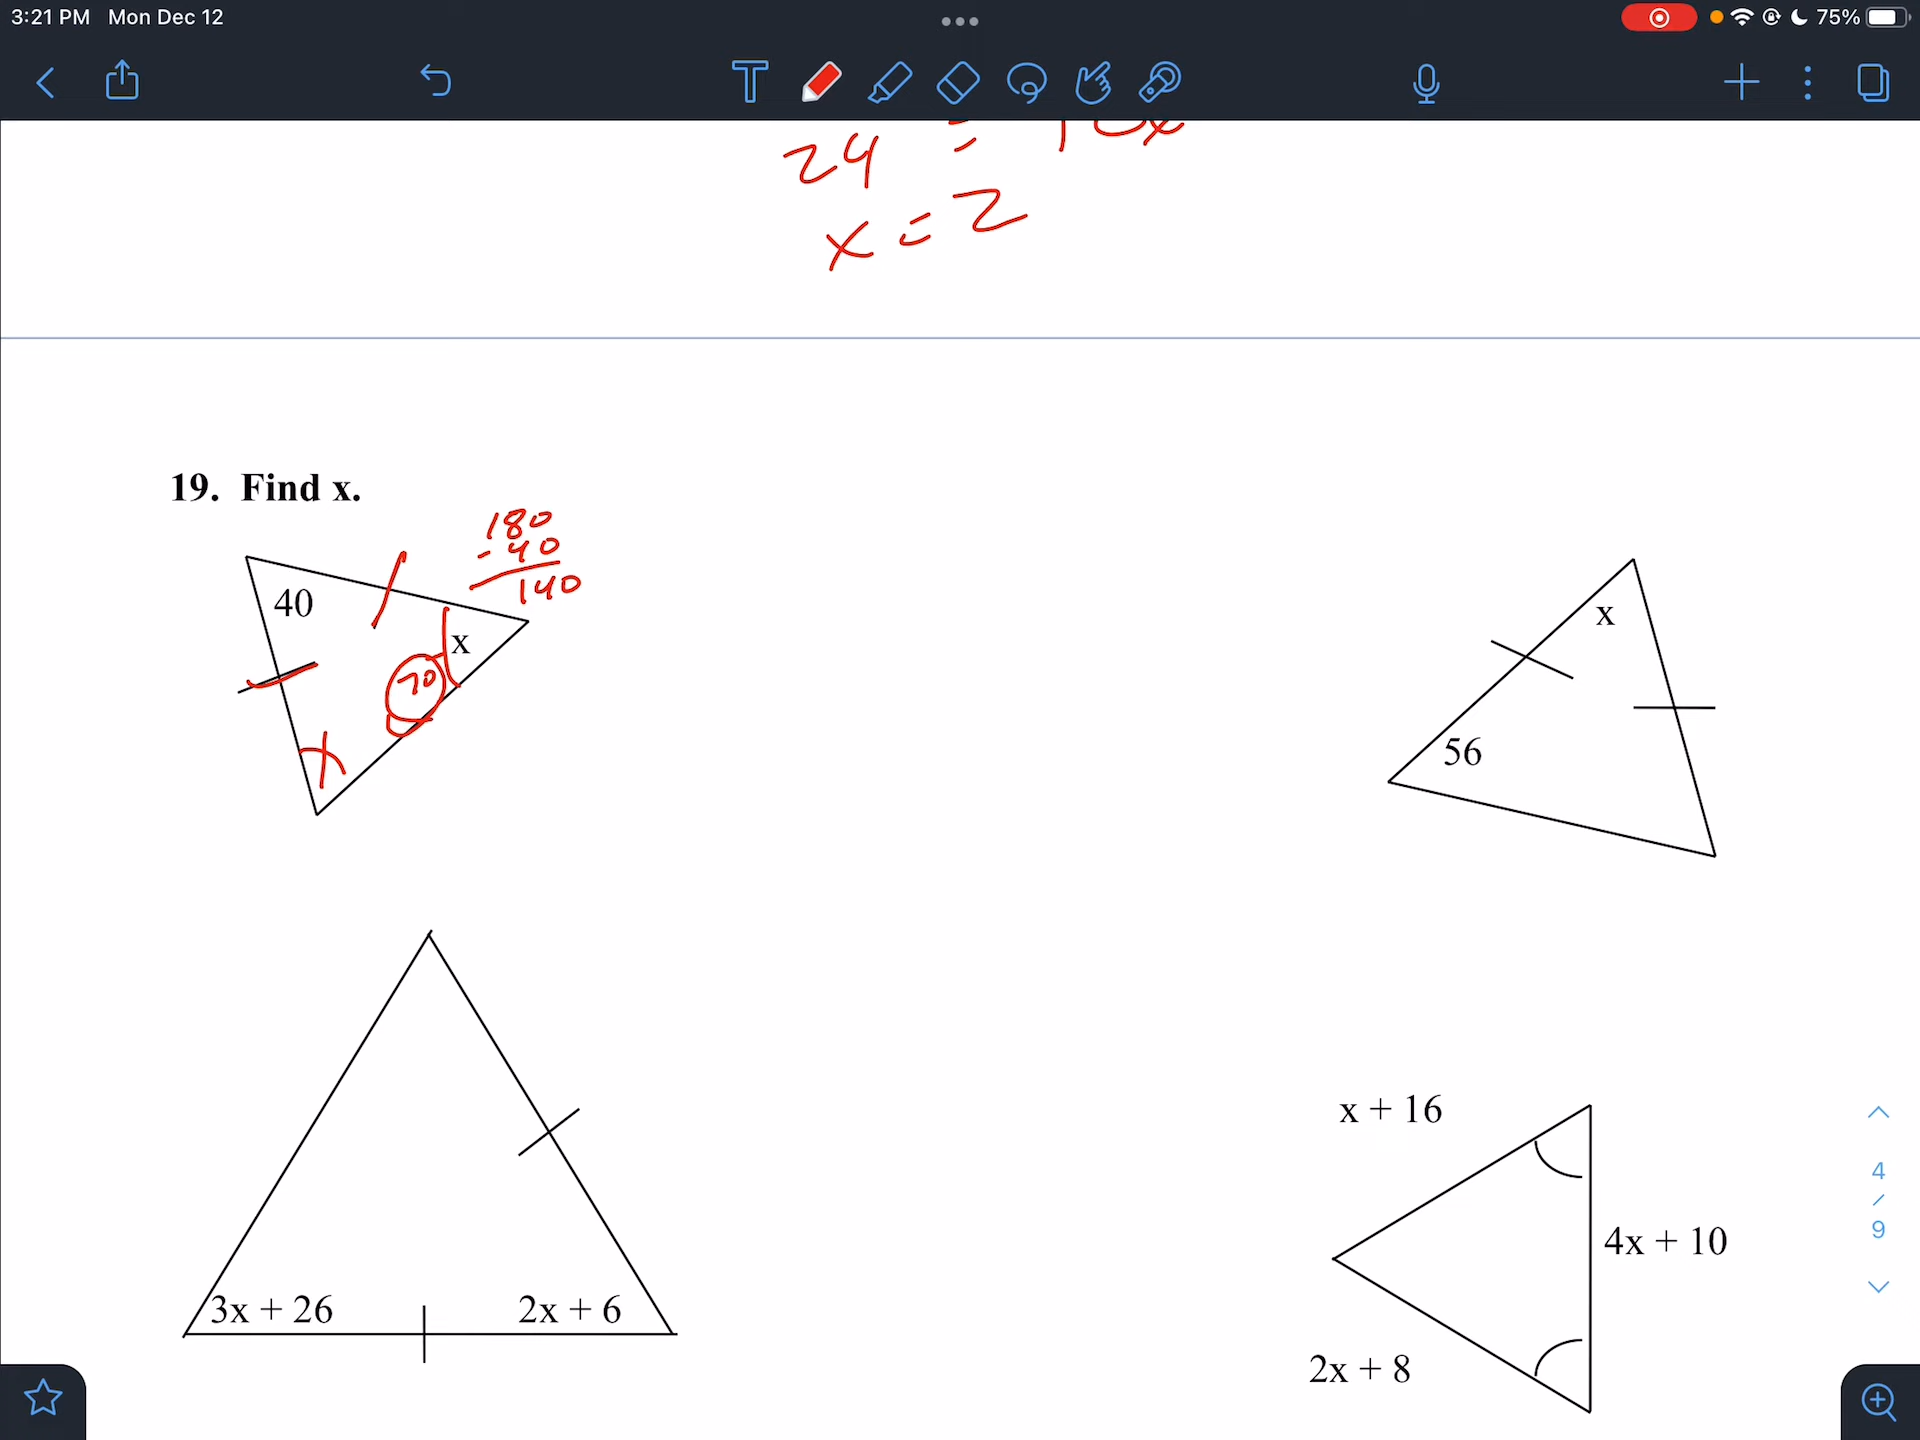 3:21 PM Mon Dec 12
75%
24 =
x = 2
19. Find x.
180
- 40
140
40
x
70
x
x
56
3x + 26
2x + 6
x + 16
4x + 10
2x + 8
4
/
9